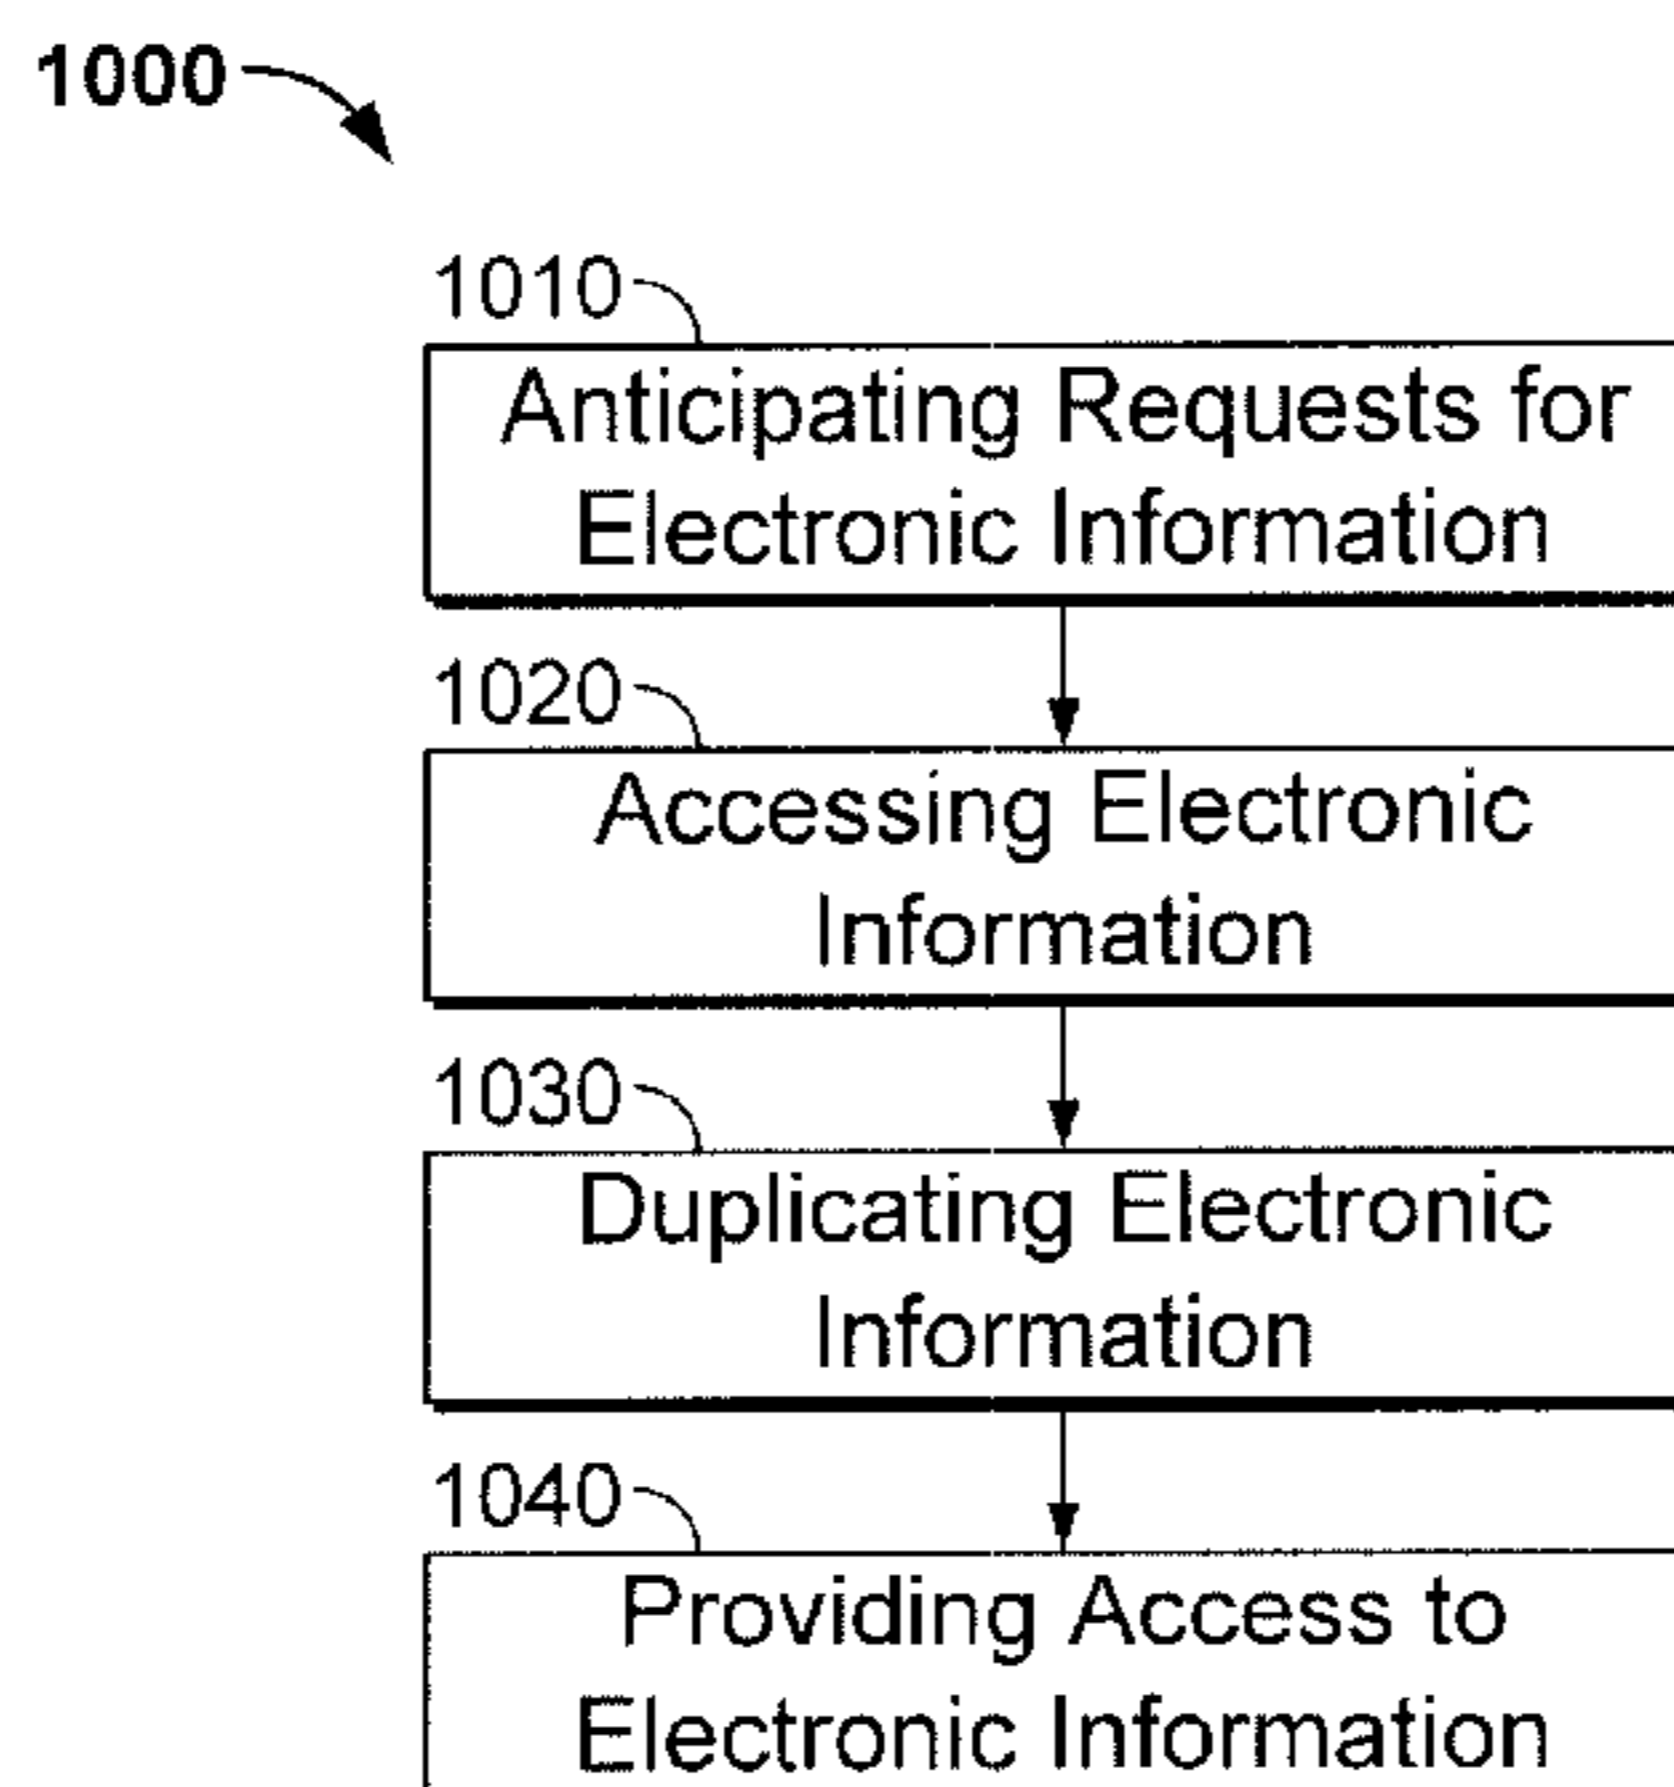 1000
1010
Anticipating Requests for
Electronic Information
1020
Accessing Electronic
Information
1030
Duplicating Electronic
Information
1040
Providing Access to
Electronic Information